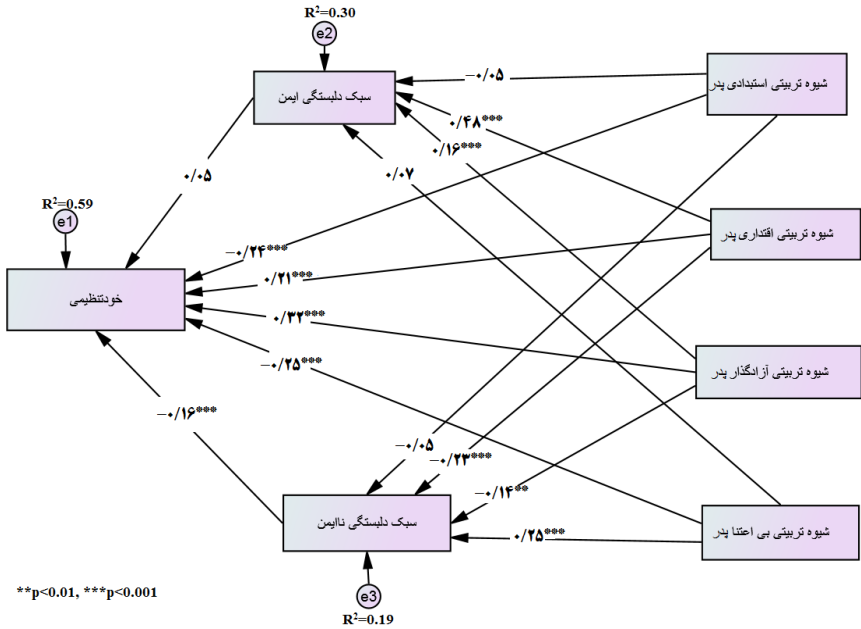 R²=0.30
e2
سبک دلبستگی ایمن
شیوه تربیتی استبدادی پدر
−۰/۰۵
۰/۴۸***
۰/۱۶***
۰/۰۷
۰/۰۵
R²=0.59
e1
خودتنظیمی
−۰/۲۴***
۰/۲۱***
۰/۳۲***
−۰/۲۵***
شیوه تربیتی اقتداری پدر
شیوه تربیتی آزادگذار پدر
−۰/۱۶***
−۰/۰۵
−۰/۲۳***
−۰/۱۴**
۰/۲۵***
سبک دلبستگی ناایمن
شیوه تربیتی بی اعتنا پدر
e3
R²=0.19
**p<0.01, ***p<0.001